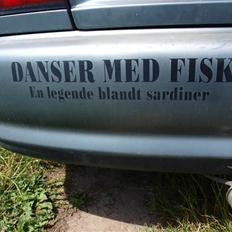 DANSER MED FISK
En legende blandt sardiner